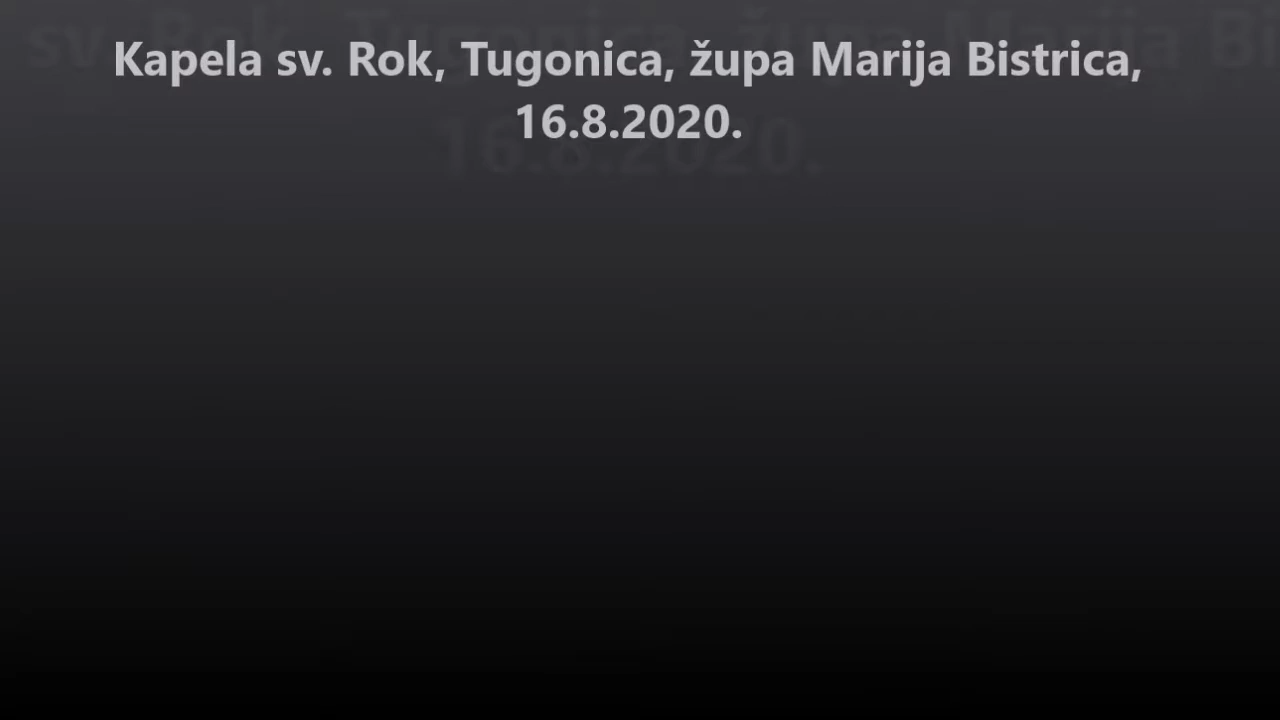 Kapela sv. Rok, Tugonica, župa Marija Bistrica,
16.8.2020.